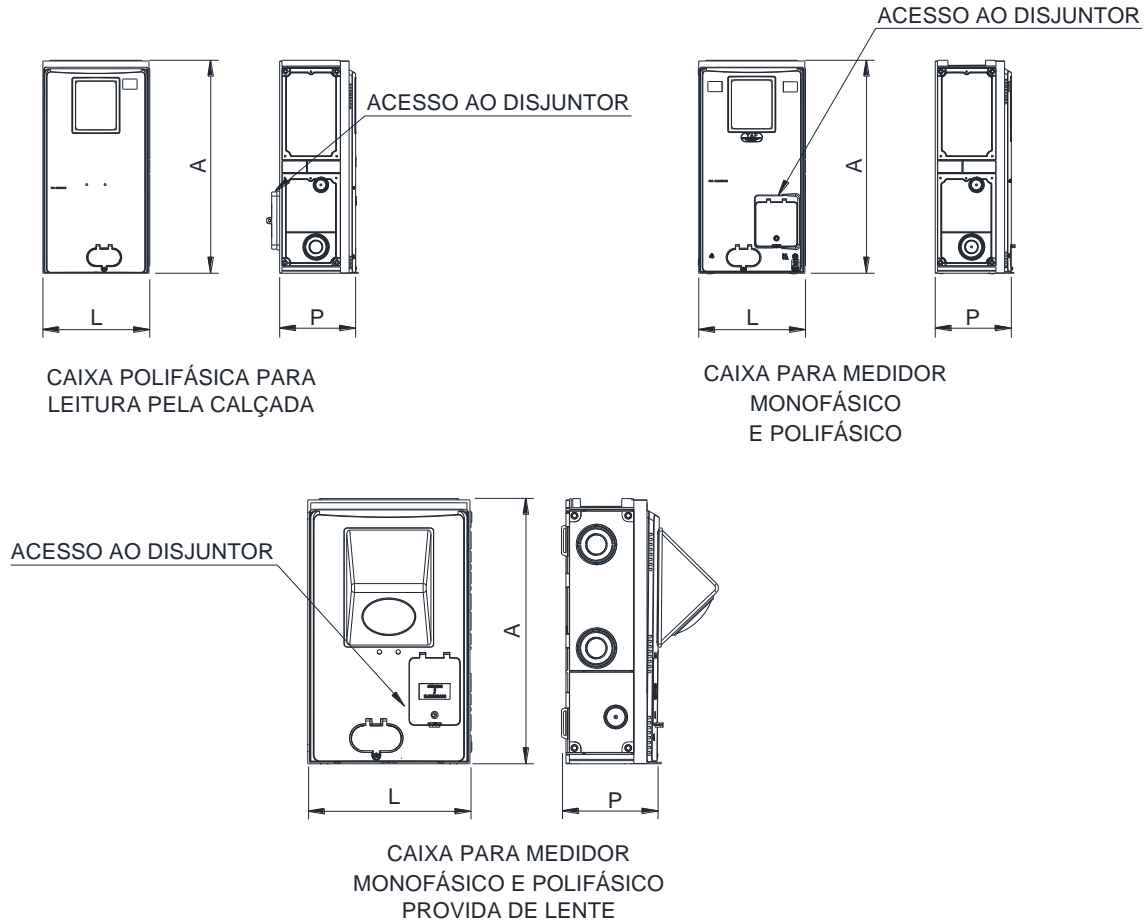 ACESSO AO DISJUNTOR
ACESSO AO DISJUNTOR
A
A
L
P
L
P
CAIXA POLIFÁSICA PARA
LEITURA PELA CALÇADA
CAIXA PARA MEDIDOR
MONOFÁSICO
E POLIFÁSICO
ACESSO AO DISJUNTOR
A
L
P
CAIXA PARA MEDIDOR
MONOFÁSICO E POLIFÁSICO
PROVIDA DE LENTE